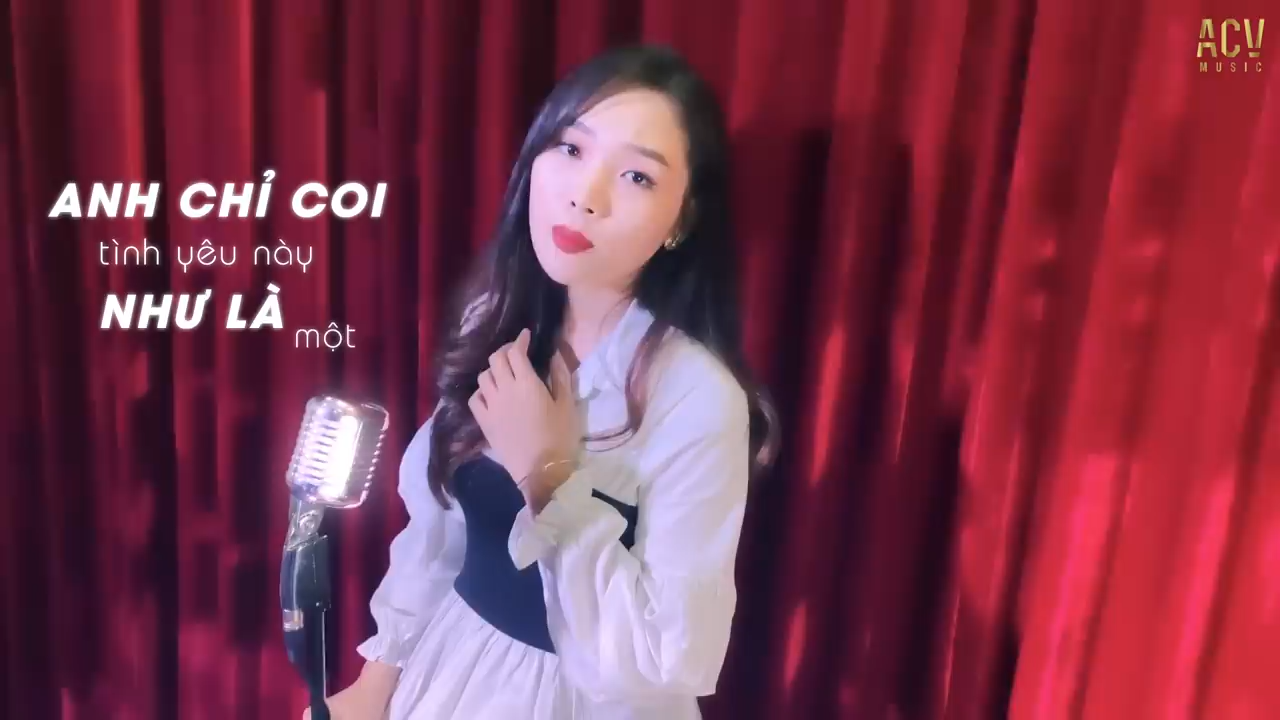 ANH CHỈ COI
tình yêu này
NHƯ LÀ
một
ACV
MUSIC